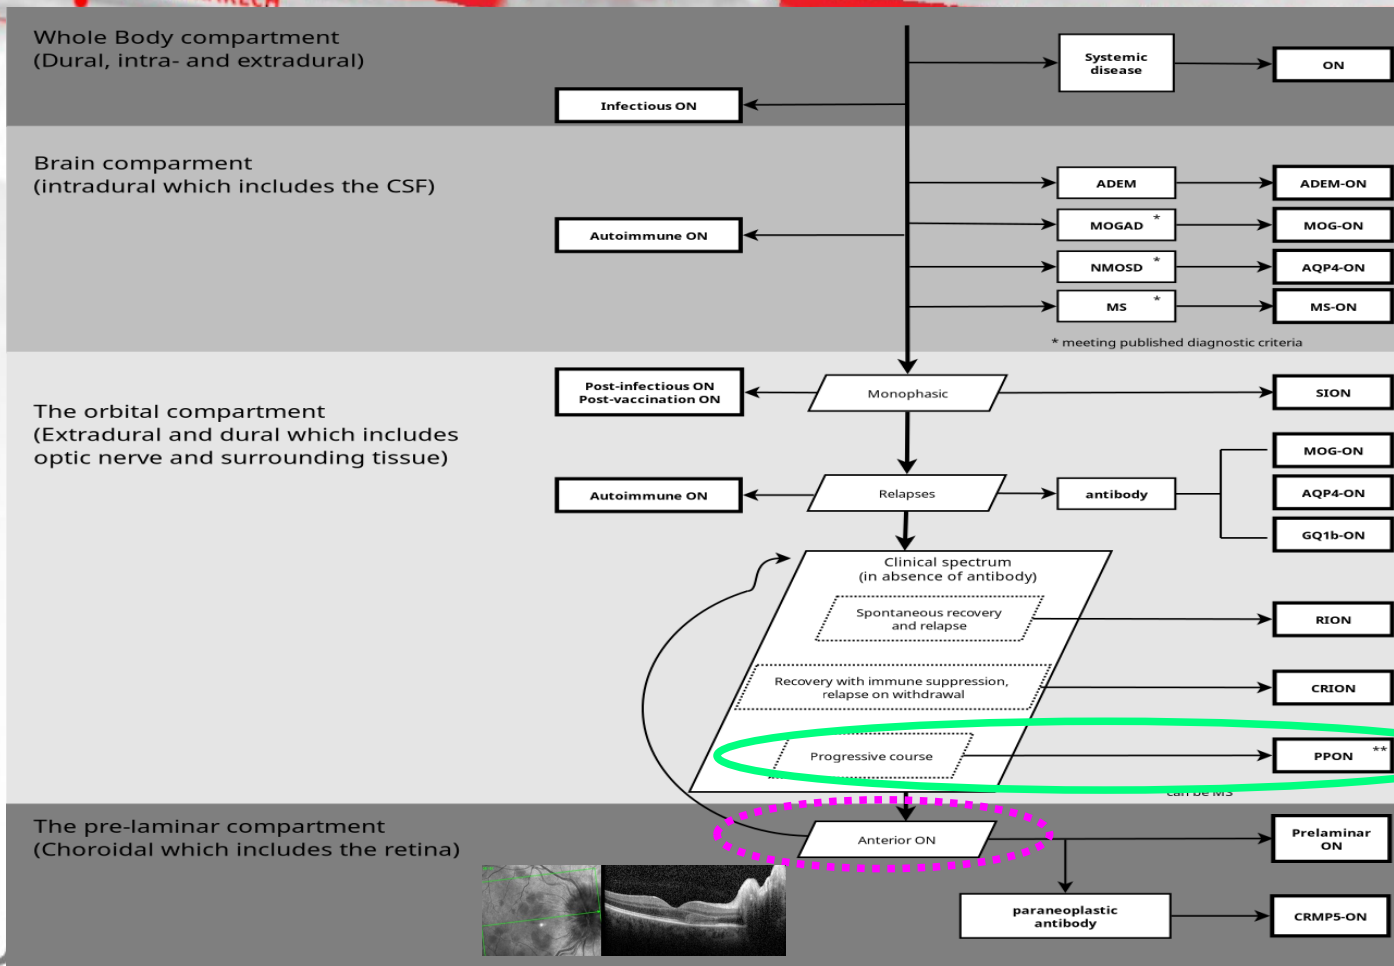 Whole Body compartment
(Dural, intra- and extradural)
Systemic
disease
ON
Infectious ON
Brain comparment
(intradural which includes the CSF)
ADEM
ADEM-ON
MOGAD *
MOG-ON
Autoimmune ON
NMOSD *
AQP4-ON
MS *
MS-ON
* meeting published diagnostic criteria
The orbital compartment
(Extradural and dural which includes
optic nerve and surrounding tissue)
Post-infectious ON
Post-vaccination ON
Monophasic
SION
Autoimmune ON
Relapses
antibody
MOG-ON
AQP4-ON
GQ1b-ON
Clinical spectrum
(in absence of antibody)
Spontaneous recovery
and relapse
RION
Recovery with immune suppression,
relapse on withdrawal
CRION
Progressive course
PPON **
can be MS
The pre-laminar compartment
(Choroidal which includes the retina)
Anterior ON
Prelaminar
ON
paraneoplastic
antibody
CRMP5-ON